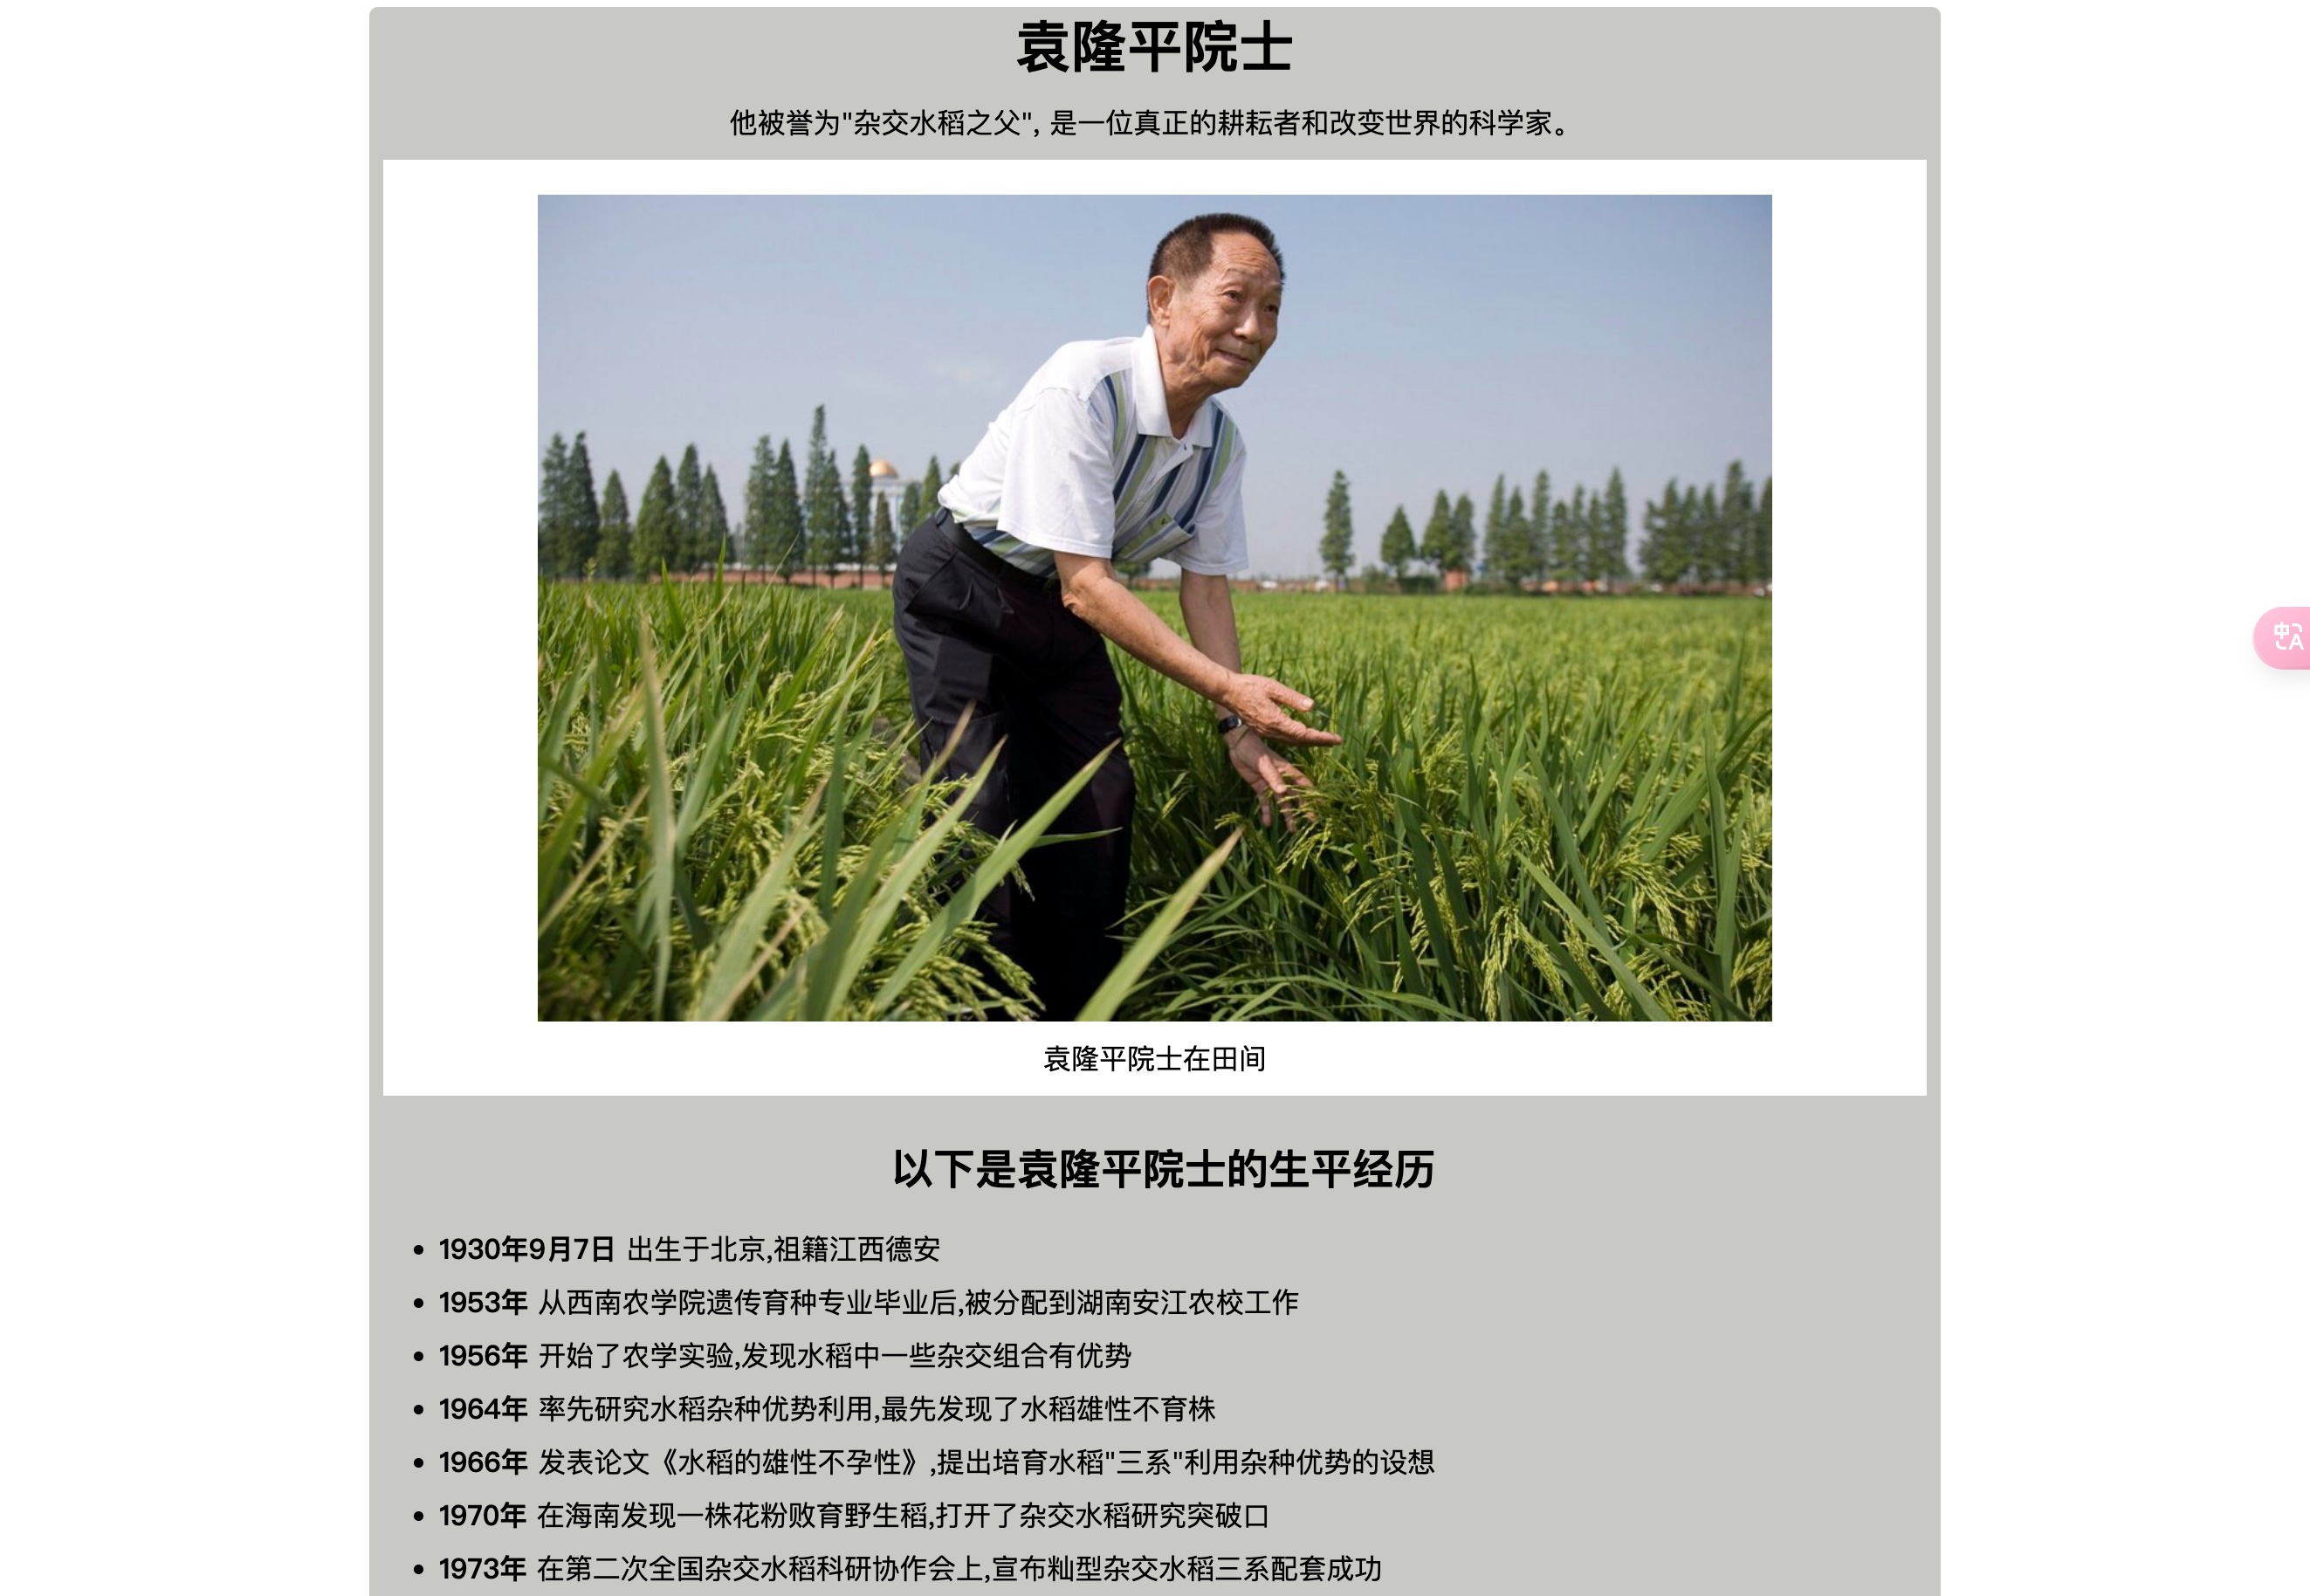 袁隆平院士
他被誉为"杂交水稻之父", 是一位真正的耕耘者和改变世界的科学家。
袁隆平院士在田间
以下是袁隆平院士的生平经历
• 1930年9月7日 出生于北京,祖籍江西德安
• 1953年 从西南农学院遗传育种专业毕业后,被分配到湖南安江农校工作
• 1956年 开始了农学实验,发现水稻中一些杂交组合有优势
• 1964年 率先研究水稻杂种优势利用,最先发现了水稻雄性不育株
• 1966年 发表论文《水稻的雄性不孕性》,提出培育水稻"三系"利用杂种优势的设想
• 1970年 在海南发现一株花粉败育野生稻,打开了杂交水稻研究突破口
• 1973年 在第二次全国杂交水稻科研协作会上,宣布籼型杂交水稻三系配套成功
中A